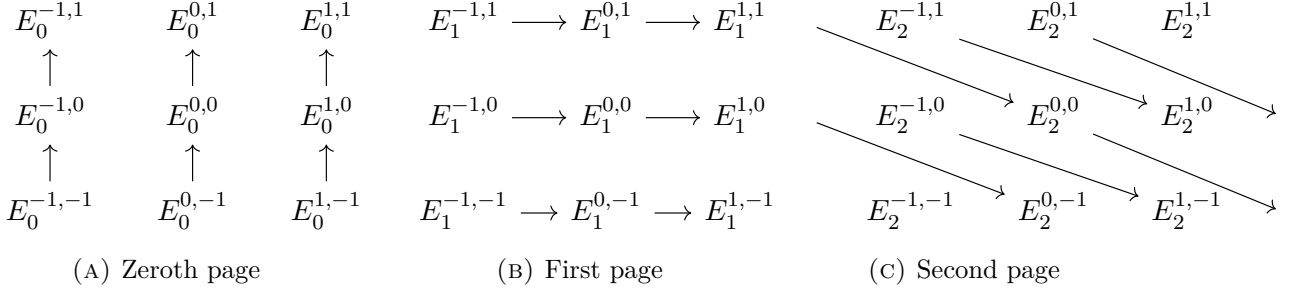 $E_0^{-1,1}$ $E_0^{0,1}$ $E_0^{1,1}$ $E_1^{-1,1}$ $E_1^{0,1}$ $E_1^{1,1}$ $E_2^{-1,1}$ $E_2^{0,1}$ $E_2^{1,1}$
$E_0^{-1,0}$ $E_0^{0,0}$ $E_0^{1,0}$ $E_1^{-1,0}$ $E_1^{0,0}$ $E_1^{1,0}$ $E_2^{-1,0}$ $E_2^{0,0}$ $E_2^{1,0}$
$E_0^{-1,-1}$ $E_0^{0,-1}$ $E_0^{1,-1}$ $E_1^{-1,-1}$ $E_1^{0,-1}$ $E_1^{1,-1}$ $E_2^{-1,-1}$ $E_2^{0,-1}$ $E_2^{1,-1}$
(A) Zeroth page (B) First page (C) Second page